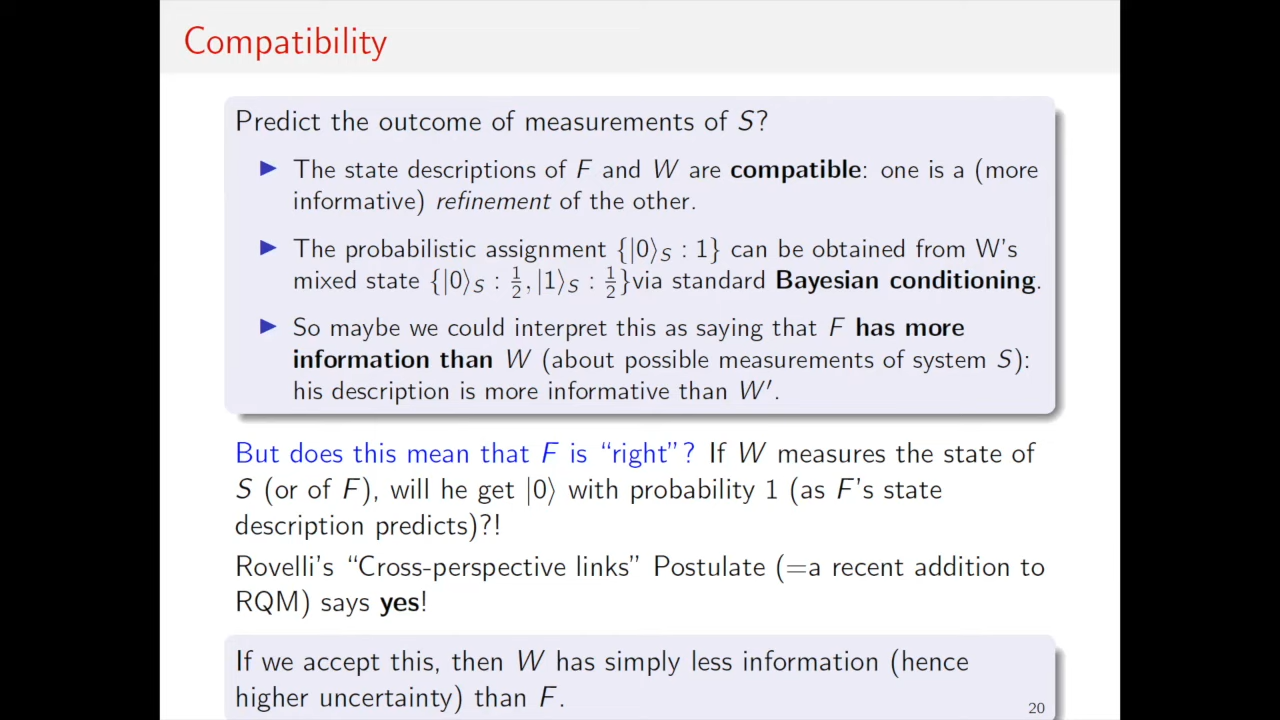 Compatibility
Predict the outcome of measurements of S?
▶ The state descriptions of F and W are compatible: one is a (more
informative) refinement of the other.
▶ The probabilistic assignment {|0⟩_S : 1} can be obtained from W's
mixed state {|0⟩_S : 1/2, |1⟩_S : 1/2}via standard Bayesian conditioning.
▶ So maybe we could interpret this as saying that F has more
information than W (about possible measurements of system S):
his description is more informative than W′.
But does this mean that F is “right”? If W measures the state of
S (or of F), will he get |0⟩ with probability 1 (as F's state
description predicts)?!
Rovelli's “Cross-perspective links” Postulate (=a recent addition to
RQM) says yes!
If we accept this, then W has simply less information (hence
higher uncertainty) than F.
20